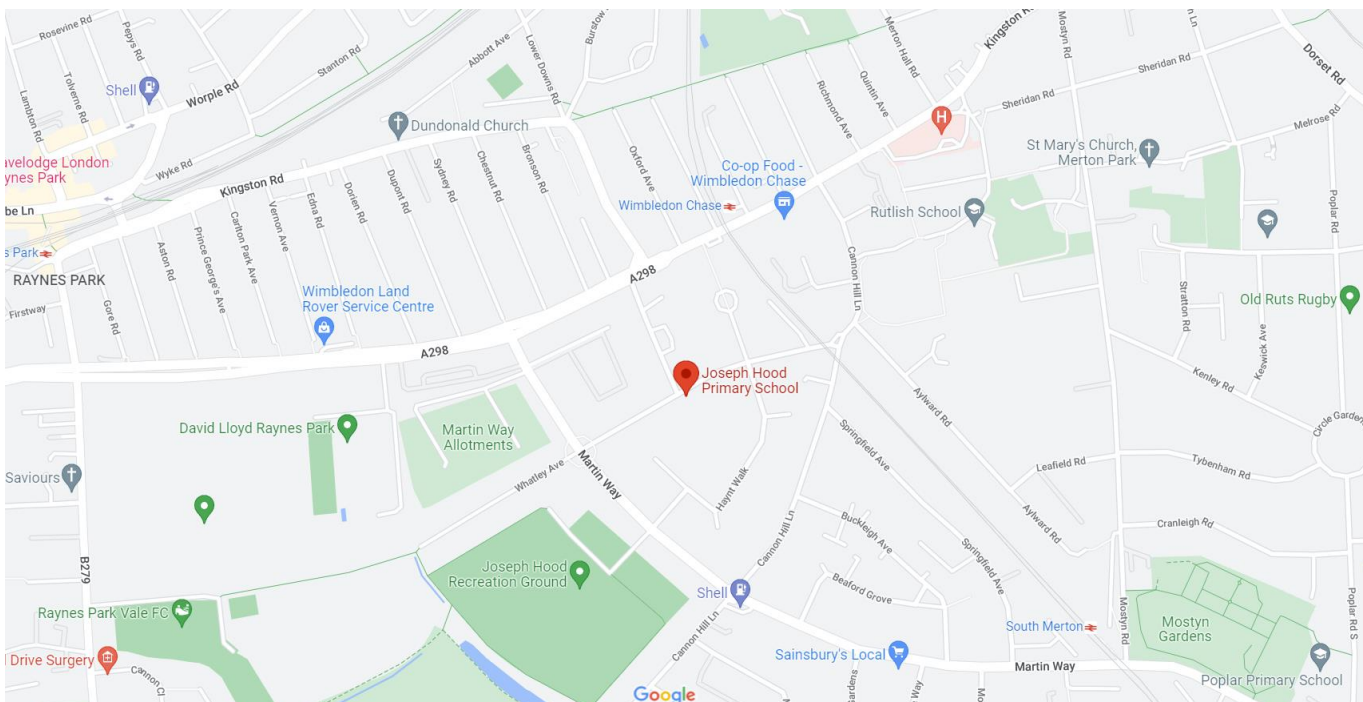 Rosevine Rd
Pepys Rd
Tolverne Rd
Lambton Rd
Shell
Worple Rd
Stanton Rd
Abbott Ave
Lower Downs Rd
Burstow
Merton Hall Rd
Kingston Rd
Mostyn Rd
Ln
Dorset Rd
Sheridan Rd
Sheridan Rd
Melrose Rd
Richmond Ave
Quintin Ave
H
Dundonald Church
avelodge London
ynes Park
Wyke Rd
Kingston Rd
be Ln
s Park
RAYNES PARK
Firstway
Gore Rd
Aston Rd
Prince George's Ave
Carlton Park Ave
Vernon Ave
Edna Rd
Dorien Rd
Dupont Rd
Sydney Rd
Chestnut Rd
Bronson Rd
Oxford Ave
Wimbledon Chase
Co-op Food -
Wimbledon Chase
St Mary's Church,
Merton Park
Rutlish School
Poplar Rd
Cannon Hill Ln
A298
Wimbledon Land
Rover Service Centre
A298
Stratton Rd
Keswick Ave
Old Ruts Rugby
Kenley Rd
Circle Garden
Joseph Hood
Primary School
David Lloyd Raynes Park
Martin Way
Allotments
Aylward Rd
Springfield Ave
Saviours
Whatley Ave
Martin Way
Haynt Walk
Leafield Rd
Tybenham Rd
Cannon Hill Ln
Buckleigh Ave
Aylward Rd
Cranleigh Rd
B279
Joseph Hood
Recreation Ground
Springfield Ave
Beaford Grove
Shell
Raynes Park Vale FC
Cannon Hill Ln
South Merton
Mostyn Rd
Mostyn
Gardens
Poplar Rd S
Drive Surgery
Cannon Cl
Sainsbury's Local
Martin Way
Gardens
Way
Mo
Poplar Primary School
Google